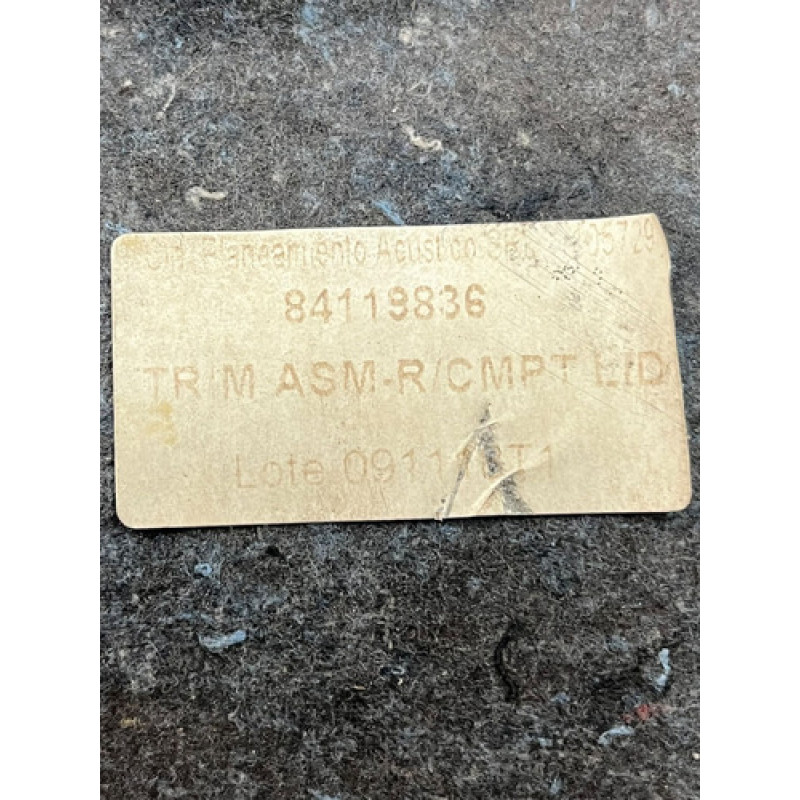 Planeamiento Acustico
84119836
TRIM ASM-R/CMPT LID
Lote